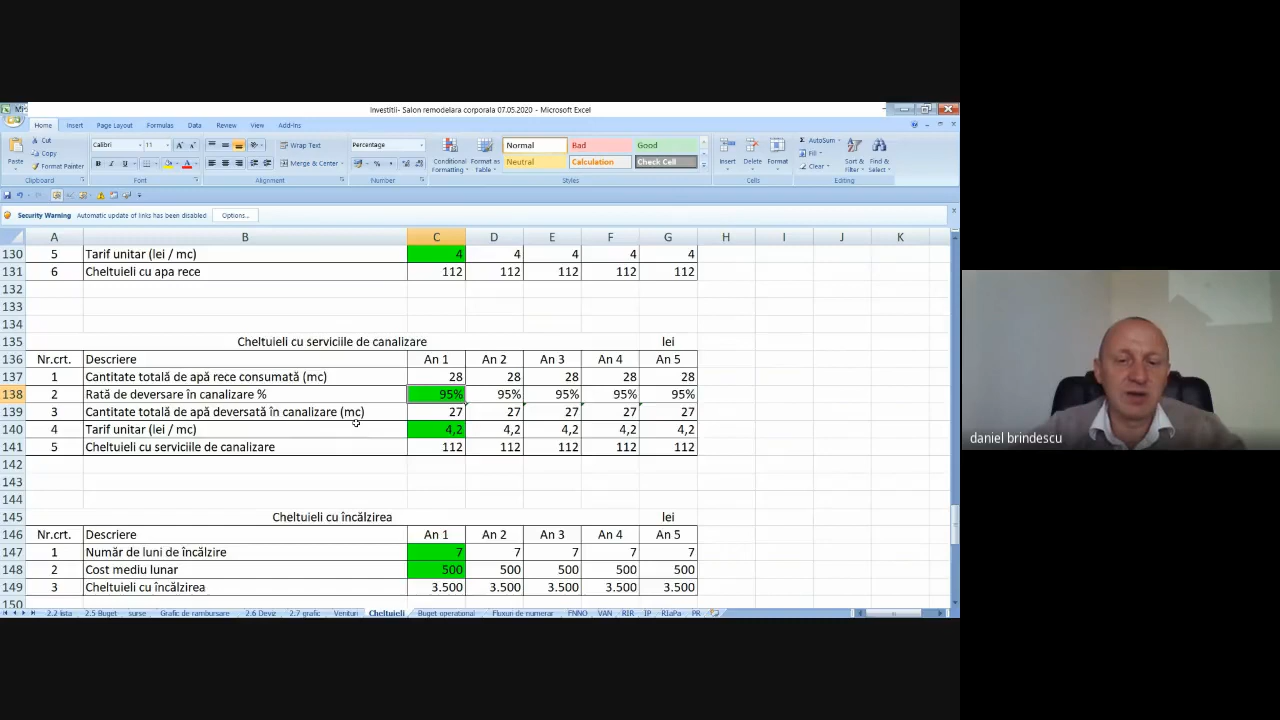 Investitii- Salon remodelara corporala 07.05.2020 - Microsoft Excel
Home Insert Page Layout Formulas Data Review View Add-Ins
Cut
Copy
Format Painter
Paste
Clipboard
Calibri 11
Font
Wrap Text
Merge & Center
Alignment
Percentage
Number
Conditional Formatting
Format as Table
Normal Bad Good
Neutral Calculation Check Cell
Styles
Insert Delete Format
Cells
AutoSum
Fill
Clear
Sort & Filter
Find & Select
Editing
Security Warning Automatic update of links has been disabled Options...
A B C D E F G H I J K
130 5 Tarif unitar (lei / mc) 4 4 4 4 4
131 6 Cheltuieli cu apa rece 112 112 112 112 112
132
133
134
135 Cheltuieli cu serviciile de canalizare lei
136 Nr.crt. Descriere An 1 An 2 An 3 An 4 An 5
137 1 Cantitate totală de apă rece consumată (mc) 28 28 28 28 28
138 2 Rată de deversare în canalizare % 95% 95% 95% 95% 95%
139 3 Cantitate totală de apă deversată în canalizare (mc) 27 27 27 27 27
140 4 Tarif unitar (lei / mc) 4,2 4,2 4,2 4,2 4,2
141 5 Cheltuieli cu serviciile de canalizare 112 112 112 112 112
142
143
144
145 Cheltuieli cu încălzirea lei
146 Nr.crt. Descriere An 1 An 2 An 3 An 4 An 5
147 1 Număr de luni de încălzire 7 7 7 7 7
148 2 Cost mediu lunar 500 500 500 500 500
149 3 Cheltuieli cu încălzirea 3.500 3.500 3.500 3.500 3.500
150
2.2 lista 2.5 Buget surse Grafic de rambursare 2.6 Deviz 2.7 grafic Venituri Cheltuieli Buget operational Fluxuri de numerar FNNO VAN RIR IP RIaPa PR
daniel brindescu